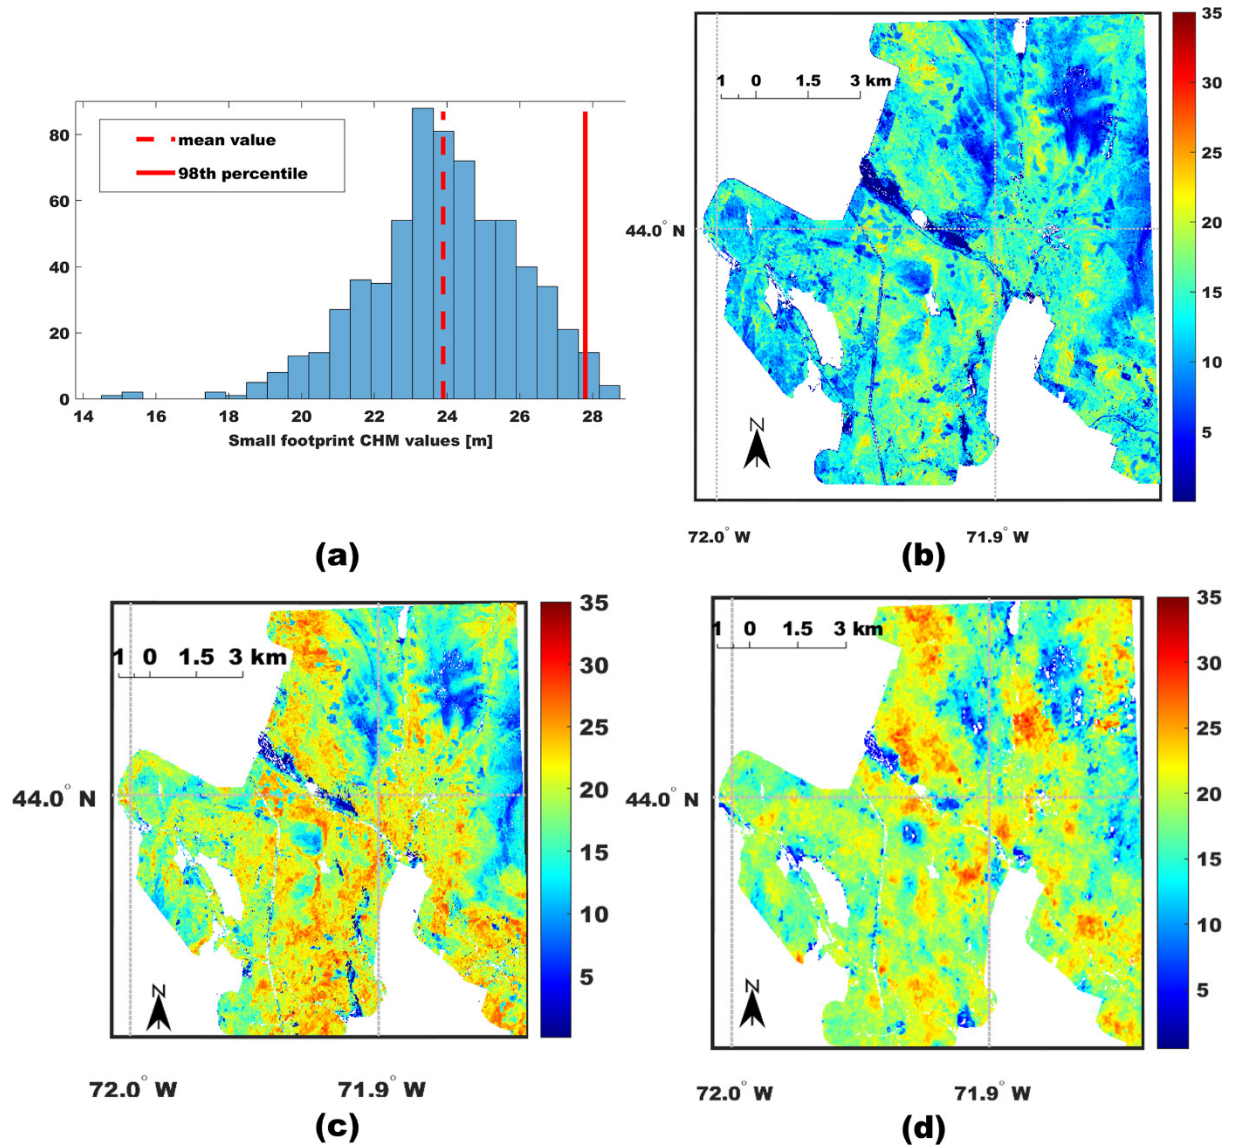 mean value
98th percentile
80
60
40
20
0
14 16 18 20 22 24 26 28
Small footprint CHM values [m]
(a)
1 0 1.5 3 km
44.0° N
N
72.0° W 71.9° W
35
30
25
20
15
10
5
(b)
1 0 1.5 3 km
44.0° N
N
72.0° W 71.9° W
35
30
25
20
15
10
5
(c)
1 0 1.5 3 km
44.0° N
N
72.0° W 71.9° W
35
30
25
20
15
10
5
(d)